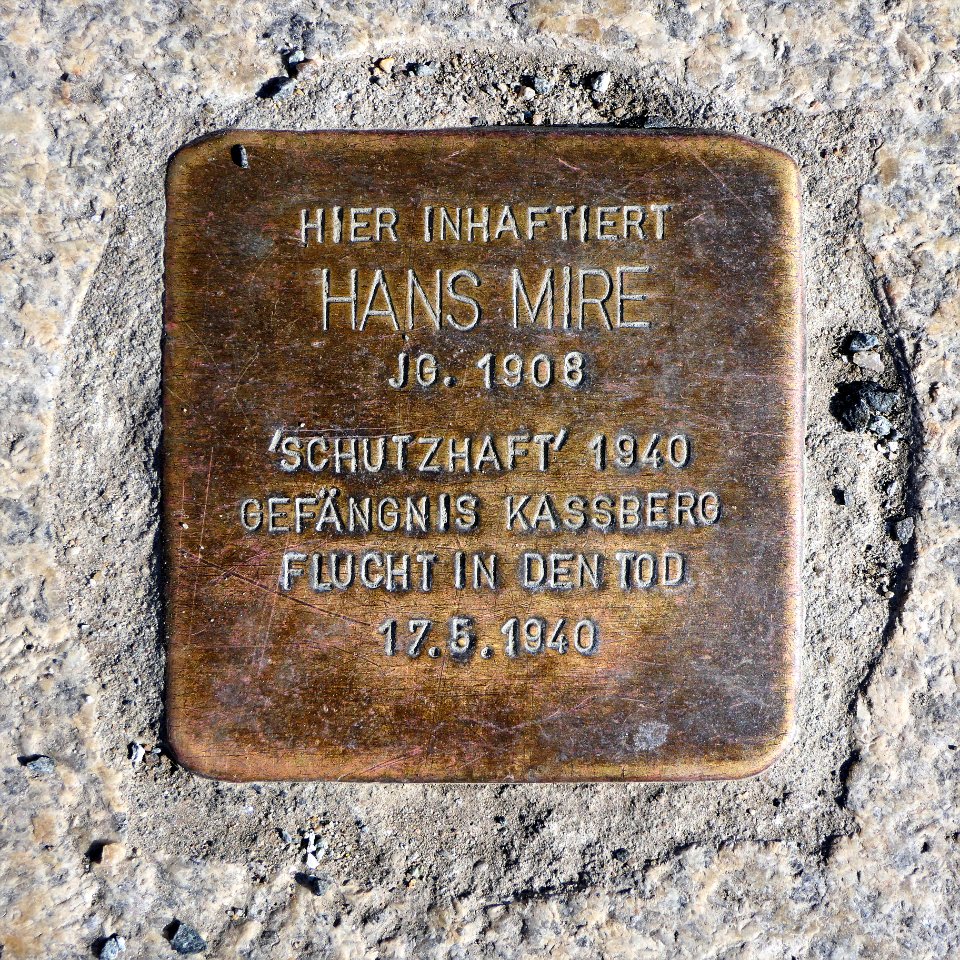 HIER INHAFTIERT
HANS MIRE
JG. 1908
'SCHUTZHAFT' 1940
GEFÄNGNIS KASSBERG
FLUCHT IN DEN TOD
17.5.1940